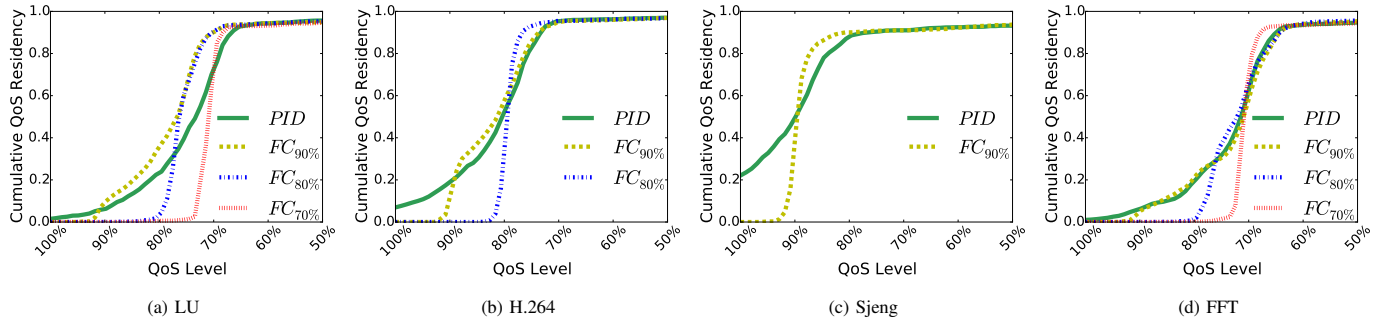 Cumulative QoS Residency
1.0
0.8
0.6
0.4
0.2
0.0
PID
FC90%
FC80%
FC70%
100%
90%
80%
70%
60%
50%
QoS Level
(a) LU
Cumulative QoS Residency
1.0
0.8
0.6
0.4
0.2
0.0
PID
FC90%
FC80%
100%
90%
80%
70%
60%
50%
QoS Level
(b) H.264
Cumulative QoS Residency
1.0
0.8
0.6
0.4
0.2
0.0
PID
FC90%
100%
90%
80%
70%
60%
50%
QoS Level
(c) Sjeng
Cumulative QoS Residency
1.0
0.8
0.6
0.4
0.2
0.0
PID
FC90%
FC80%
FC70%
100%
90%
80%
70%
60%
50%
QoS Level
(d) FFT